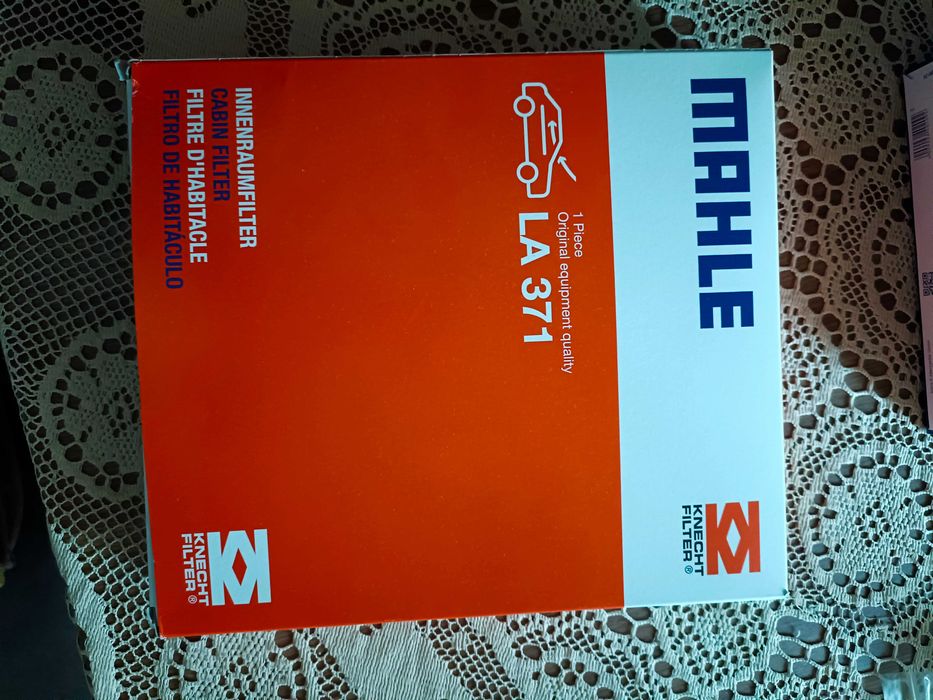 MAHLE
KNECHT
FILTER®
1 Piece
Original equipment quality
LA 371
INNENRAUMFILTER
CABIN FILTER
FILTRE D'HABITACLE
FILTRO DE HABITÁCULO
KNECHT
FILTER®